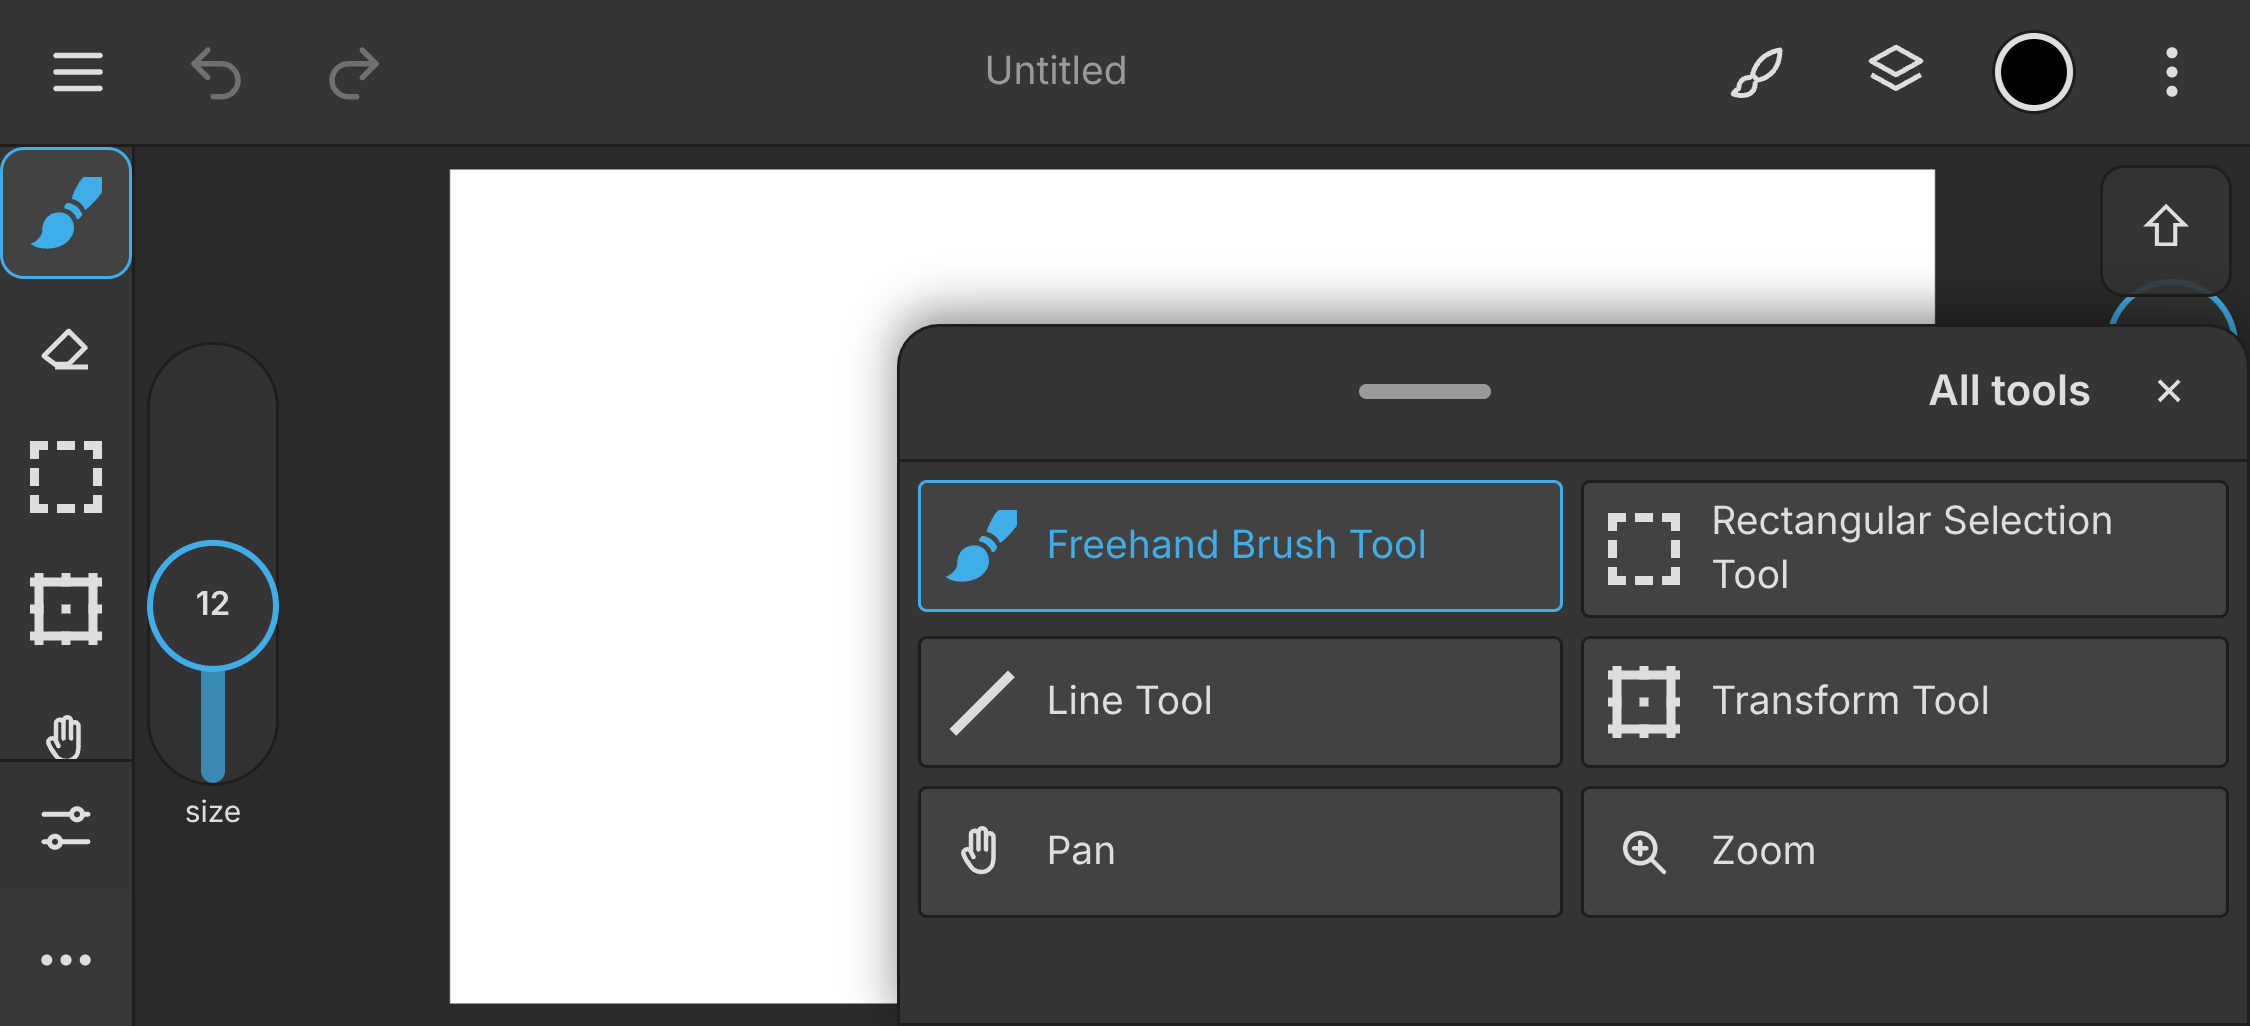 Untitled
All tools
Freehand Brush Tool
Rectangular Selection
Tool
Line Tool
Transform Tool
Pan
Zoom
12
size